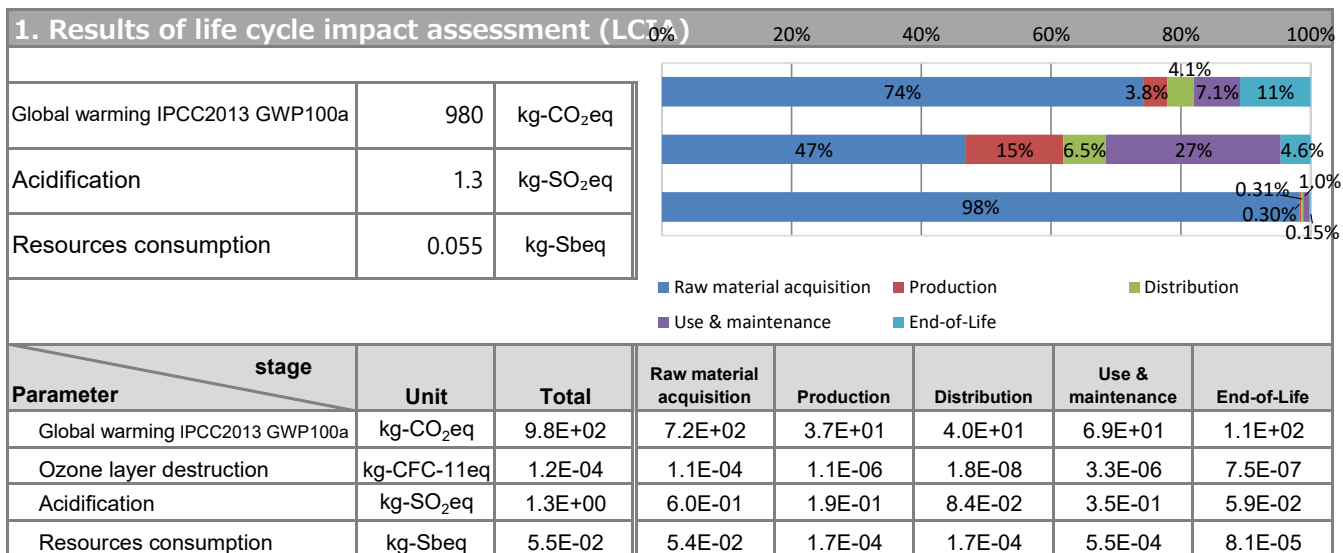 1. Results of life cycle impact assessment (LCIA)
0% 20% 40% 60% 80% 100%
Global warming IPCC2013 GWP100a 980 kg-CO₂eq
74% 3.8% 4.1% 7.1% 11%
Acidification 1.3 kg-SO₂eq
47% 15% 6.5% 27% 4.6%
Resources consumption 0.055 kg-Sbeq
98% 0.31% 0.30% 1.0% 0.15%
Raw material acquisition Production Distribution
Use & maintenance End-of-Life
stage
Parameter Unit Total Raw material acquisition Production Distribution Use & maintenance End-of-Life
Global warming IPCC2013 GWP100a kg-CO₂eq 9.8E+02 7.2E+02 3.7E+01 4.0E+01 6.9E+01 1.1E+02
Ozone layer destruction kg-CFC-11eq 1.2E-04 1.1E-04 1.1E-06 1.8E-08 3.3E-06 7.5E-07
Acidification kg-SO₂eq 1.3E+00 6.0E-01 1.9E-01 8.4E-02 3.5E-01 5.9E-02
Resources consumption kg-Sbeq 5.5E-02 5.4E-02 1.7E-04 1.7E-04 5.5E-04 8.1E-05